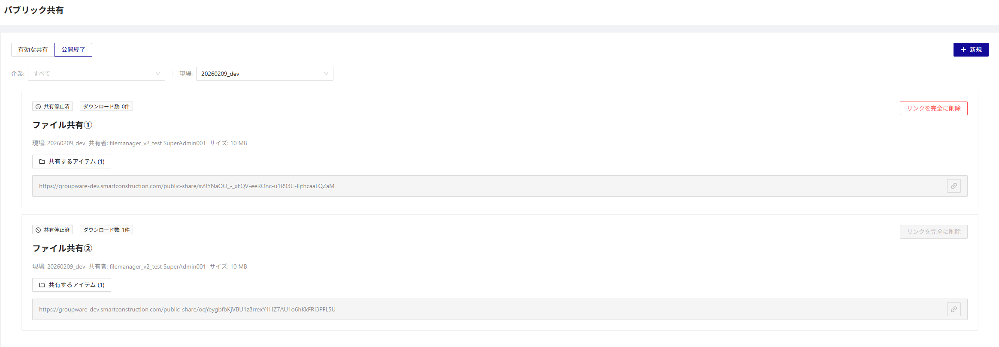 パブリック共有
有効な共有 公開終了 新規
企業: すべて 現場: 20260209_dev
共有停止済 ダウンロード数: 0件 リンクを完全に削除
ファイル共有①
現場: 20260209_dev 共有者: filemanager_v2_test SuperAdmin001 サイズ: 10 MB
共有するアイテム (1)
https://groupware-dev.smartconstruction.com/public-share/sv9YNaOO_-_xEQV-eeROnc-u1R93C-IljthcaaLQZaM
共有停止済 ダウンロード数: 1件 リンクを完全に削除
ファイル共有②
現場: 20260209_dev 共有者: filemanager_v2_test SuperAdmin001 サイズ: 10 MB
共有するアイテム (1)
https://groupware-dev.smartconstruction.com/public-share/oqYeygbfbKjVBU1z8rrexY1HZ7AU1o6hKkFRI3PFL5U